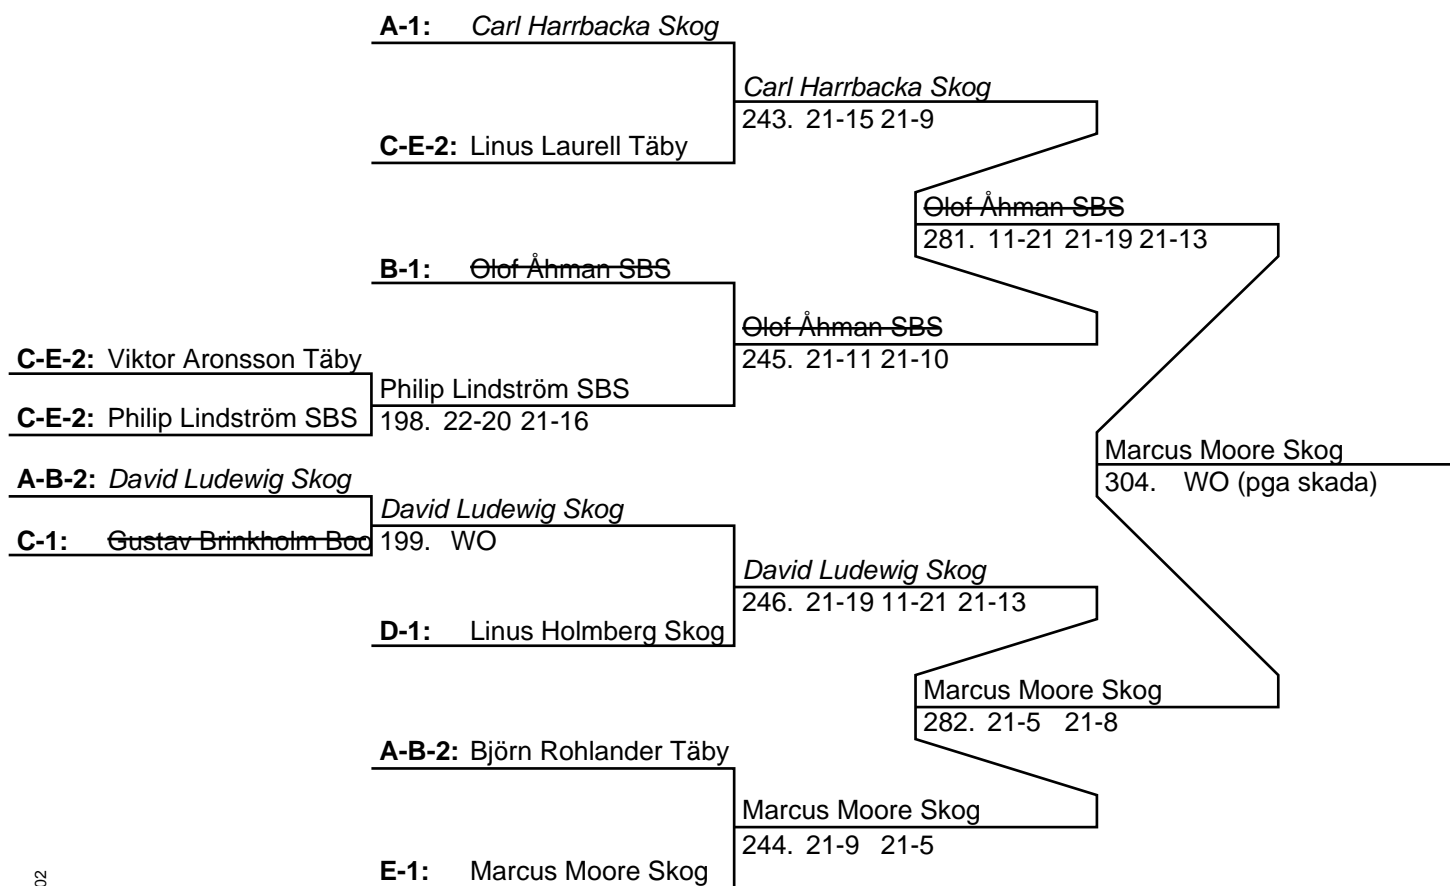 A-1: Carl Harrbacka Skog
Carl Harrbacka Skog
243. 21-15 21-9
C-E-2: Linus Laurell Täby
Olof Åhman SBS
281. 11-21 21-19 21-13
B-1: Olof Åhman SBS
Olof Åhman SBS
245. 21-11 21-10
C-E-2: Viktor Aronsson Täby
Philip Lindström SBS
C-E-2: Philip Lindström SBS
198. 22-20 21-16
Marcus Moore Skog
304. WO (pga skada)
A-B-2: David Ludewig Skog
David Ludewig Skog
C-1: Gustav Brinkholm Boo
199. WO
David Ludewig Skog
246. 21-19 11-21 21-13
D-1: Linus Holmberg Skog
Marcus Moore Skog
282. 21-5 21-8
A-B-2: Björn Rohlander Täby
Marcus Moore Skog
244. 21-9 21-5
E-1: Marcus Moore Skog
02